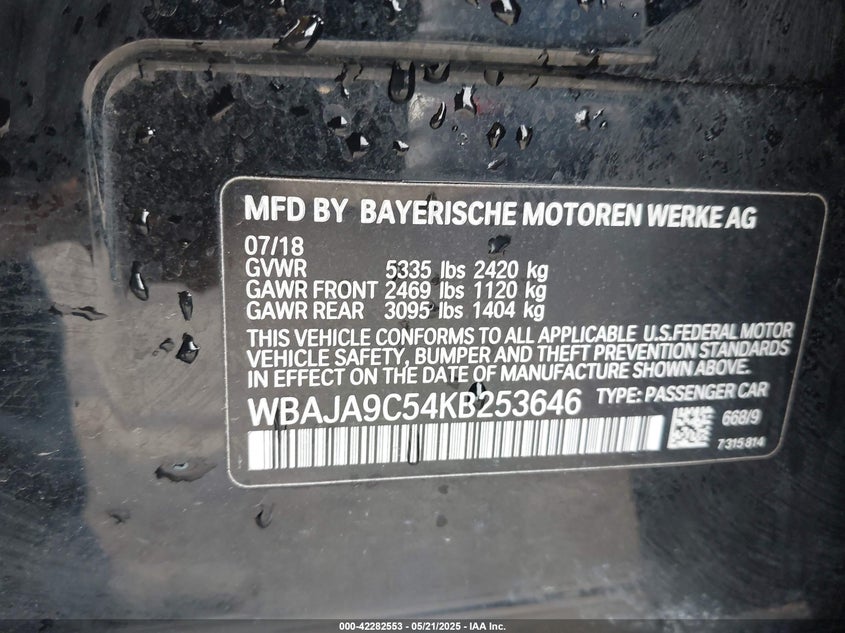 MFD BY BAYERISCHE MOTOREN WERKE AG
07/18
GVWR 5335 lbs 2420 kg
GAWR FRONT 2469 lbs 1120 kg
GAWR REAR 3095 lbs 1404 kg
THIS VEHICLE CONFORMS TO ALL APPLICABLE U.S.FEDERAL MOTOR
VEHICLE SAFETY, BUMPER AND THEFT PREVENTION STANDARDS
IN EFFECT ON THE DATE OF MANUFACTURE SHOWN ABOVE.
WBAJA9C54KB253646 TYPE: PASSENGER CAR
668/9
7 315 814
000-42282553 - 05/21/2025 - IAA Inc.